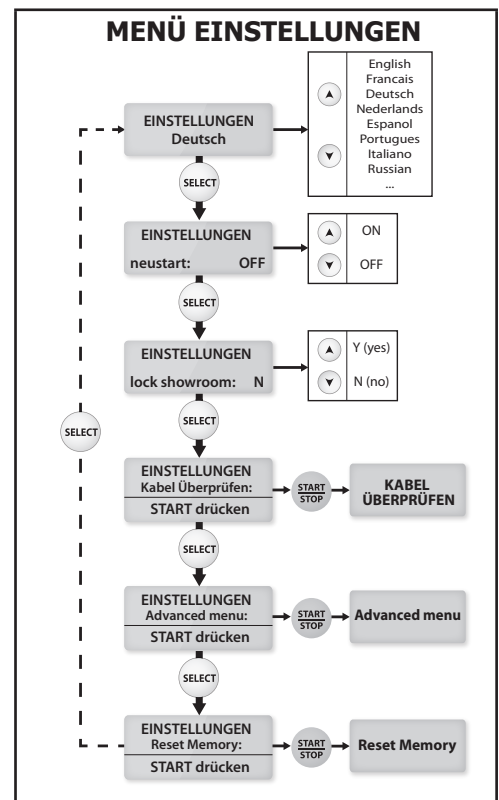 MENÜ EINSTELLUNGEN
EINSTELLUNGEN
Deutsch
English
Francais
Deutsch
Nederlands
Espanol
Portugues
Italiano
Russian
...
SELECT
EINSTELLUNGEN
neustart: OFF
ON
OFF
SELECT
EINSTELLUNGEN
lock showroom: N
Y (yes)
N (no)
SELECT
SELECT
EINSTELLUNGEN
Kabel Überprüfen:
START drücken
START
STOP
KABEL
ÜBERPRÜFEN
SELECT
EINSTELLUNGEN
Advanced menu:
START drücken
START
STOP
Advanced menu
SELECT
EINSTELLUNGEN
Reset Memory:
START drücken
START
STOP
Reset Memory